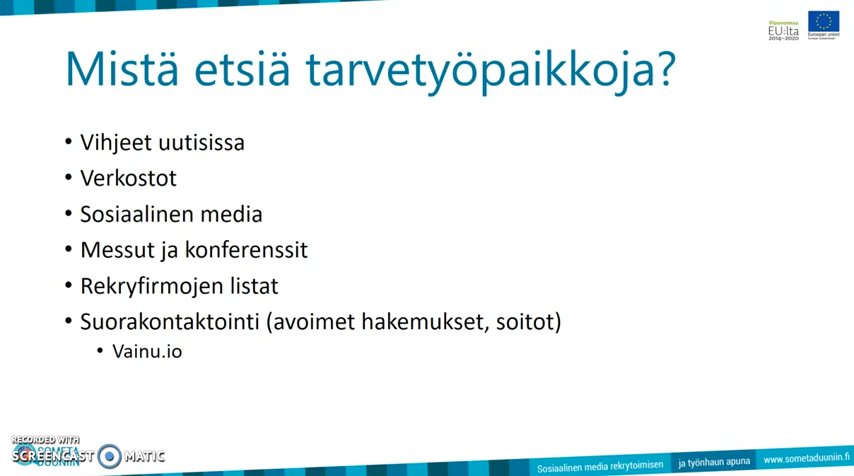 Vipuvoimaa
EU:lta
2014–2020
Euroopan unioni
Mistä etsiä tarvetyöpaikkoja?
• Vihjeet uutisissa
• Verkostot
• Sosiaalinen media
• Messut ja konferenssit
• Rekryfirmojen listat
• Suorakontaktointi (avoimet hakemukset, soitot)
• Vainu.io
RECORDED WITH
SCREENCAST MATIC
SOMETA
DUUNIIN
Sosiaalinen media rekrytoimisen ja työnhaun apuna www.sometaduuniin.fi